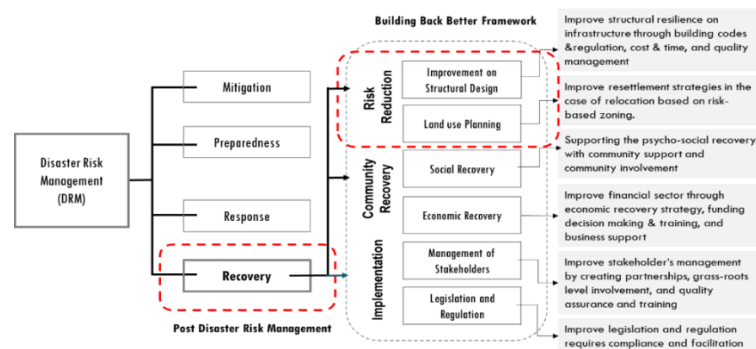 Building Back Better Framework
Disaster Risk
Management
(DRM)
Mitigation
Preparedness
Response
Recovery
Post Disaster Risk Management
Risk
Reduction
Improvement on
Structural Design
Land use Planning
Community
Recovery
Social Recovery
Economic Recovery
Implementation
Management of
Stakeholders
Legislation and
Regulation
Improve structural resilience on
infrastructure through building codes
&regulation, cost & time, and quality
management
Improve resettlement strategies in the
case of relocation based on risk-
based zoning.
Supporting the psycho-social recovery
with community support and
community involvement
Improve financial sector through
economic recovery strategy, funding
decision making & training, and
business support
Improve stakeholder's management
by creating partnerships, grass-roots
level involvement, and quality
assurance and training
Improve legislation and regulation
requires compliance and facilitation